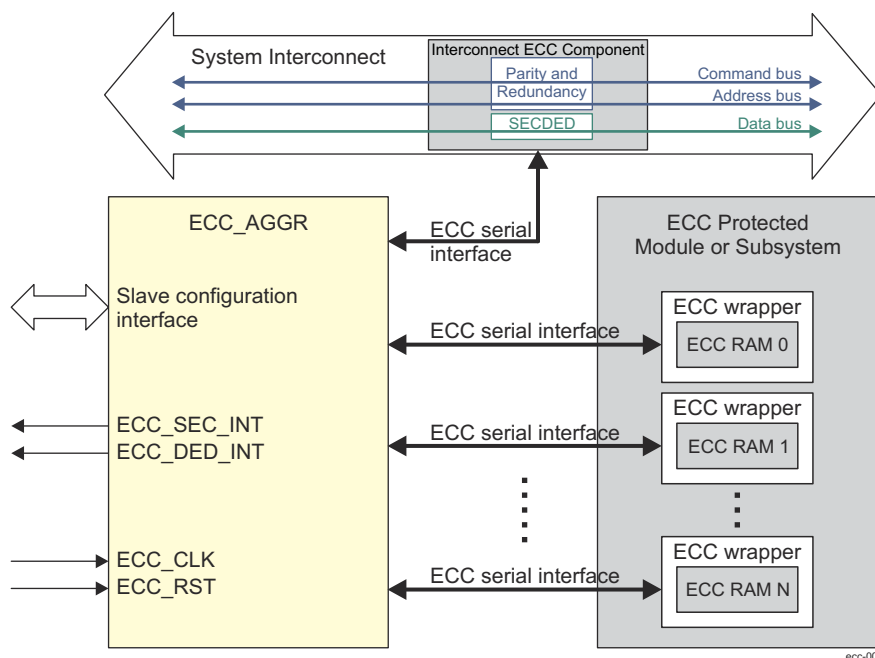 System Interconnect
Interconnect ECC Component
Parity and
Redundancy
Command bus
Address bus
SECDED
Data bus
ECC_AGGR
ECC serial
interface
ECC Protected
Module or Subsystem
Slave configuration
interface
ECC serial interface
ECC wrapper
ECC RAM 0
ECC_SEC_INT
ECC_DED_INT
ECC serial interface
ECC wrapper
ECC RAM 1
ECC_CLK
ECC_RST
ECC serial interface
ECC wrapper
ECC RAM N